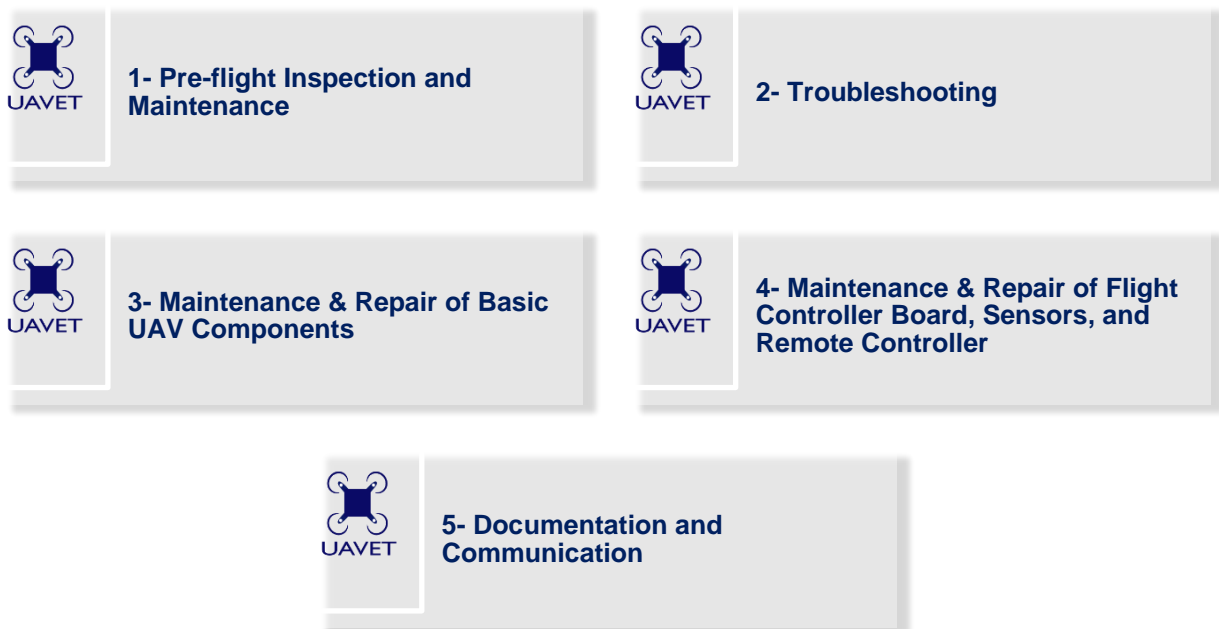 UAVET
1- Pre-flight Inspection and
Maintenance
UAVET
2- Troubleshooting
UAVET
3- Maintenance & Repair of Basic
UAV Components
UAVET
4- Maintenance & Repair of Flight
Controller Board, Sensors, and
Remote Controller
UAVET
5- Documentation and
Communication